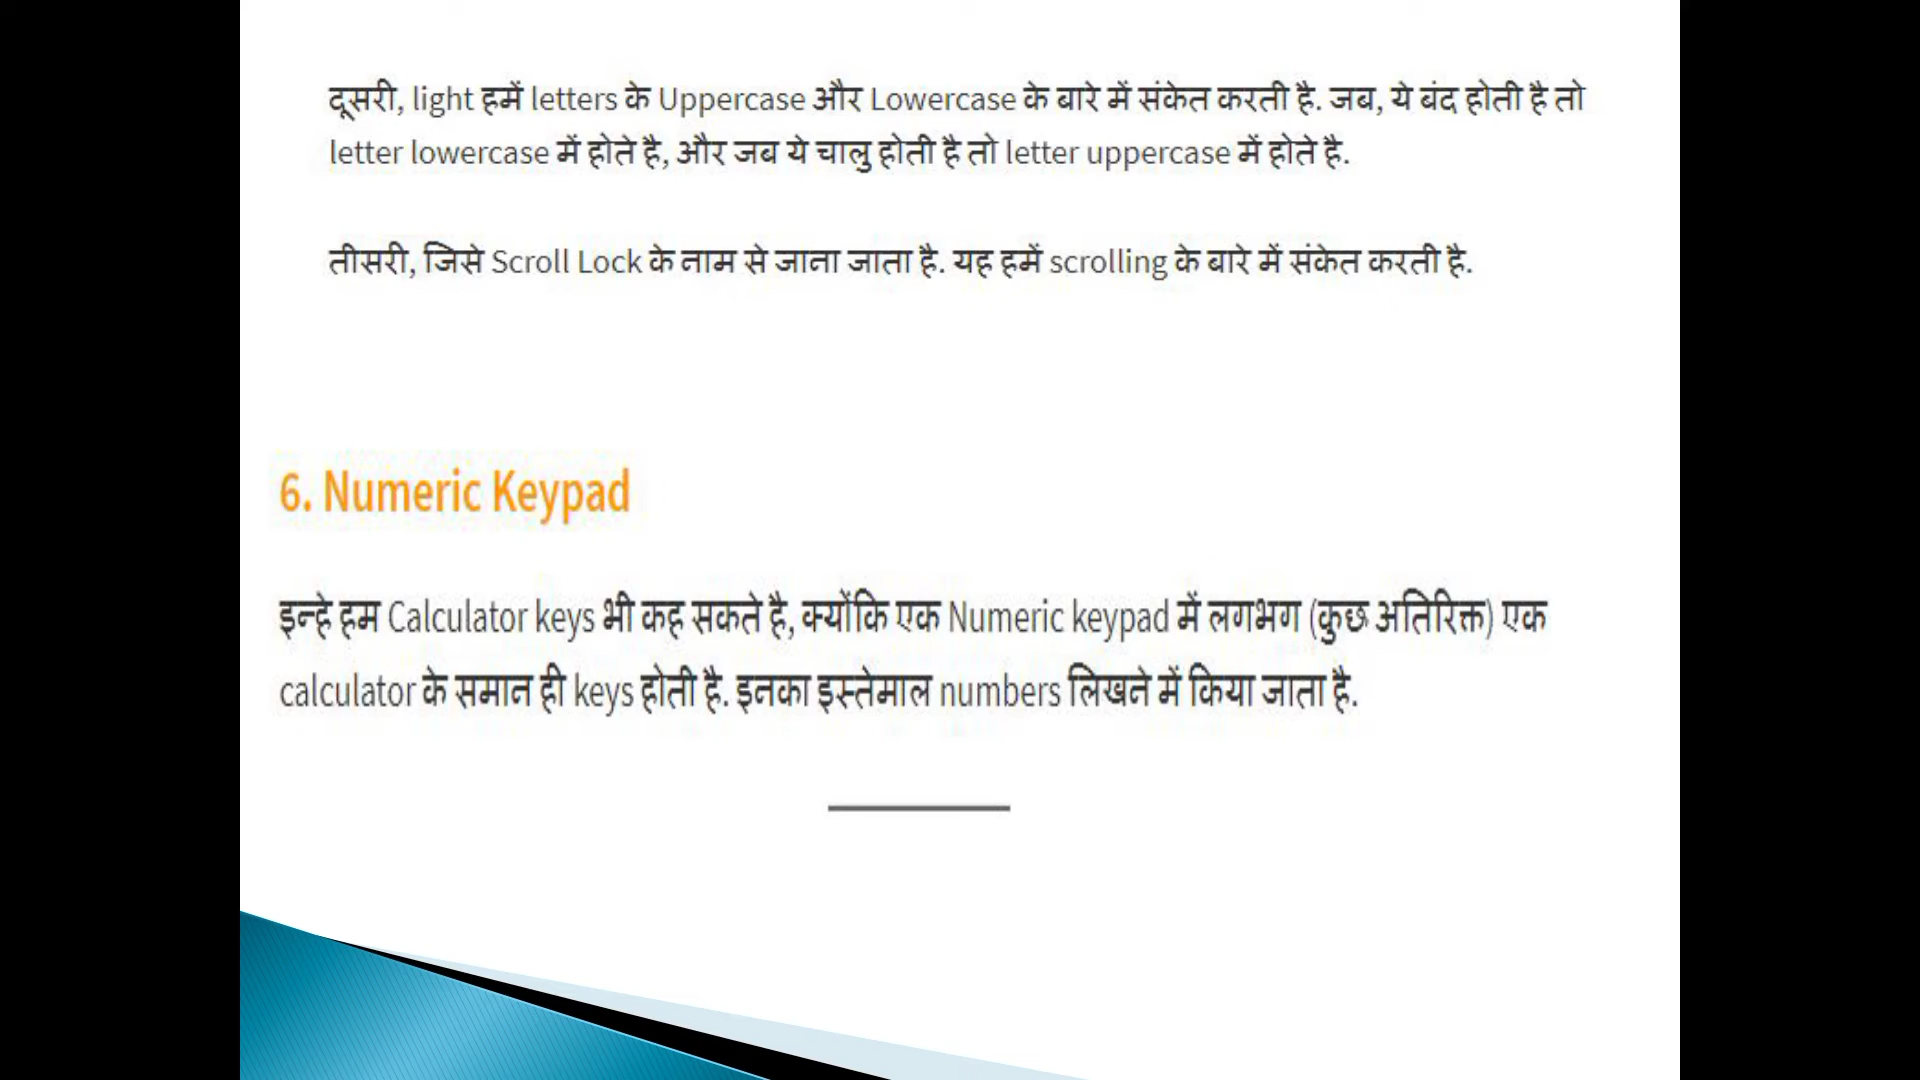 दूसरी, light हमें letters के Uppercase और Lowercase के बारे में संकेत करती है. जब, ये बंद होती है तो
letter lowercase में होते है, और जब ये चालु होती है तो letter uppercase में होते है.
तीसरी, जिसे Scroll Lock के नाम से जाना जाता है. यह हमें scrolling के बारे में संकेत करती है.
6. Numeric Keypad
इन्हे हम Calculator keys भी कह सकते है, क्योंकि एक Numeric keypad में लगभग (कुछ अतिरिक्त) एक
calculator के समान ही keys होती है. इनका इस्तेमाल numbers लिखने में किया जाता है.